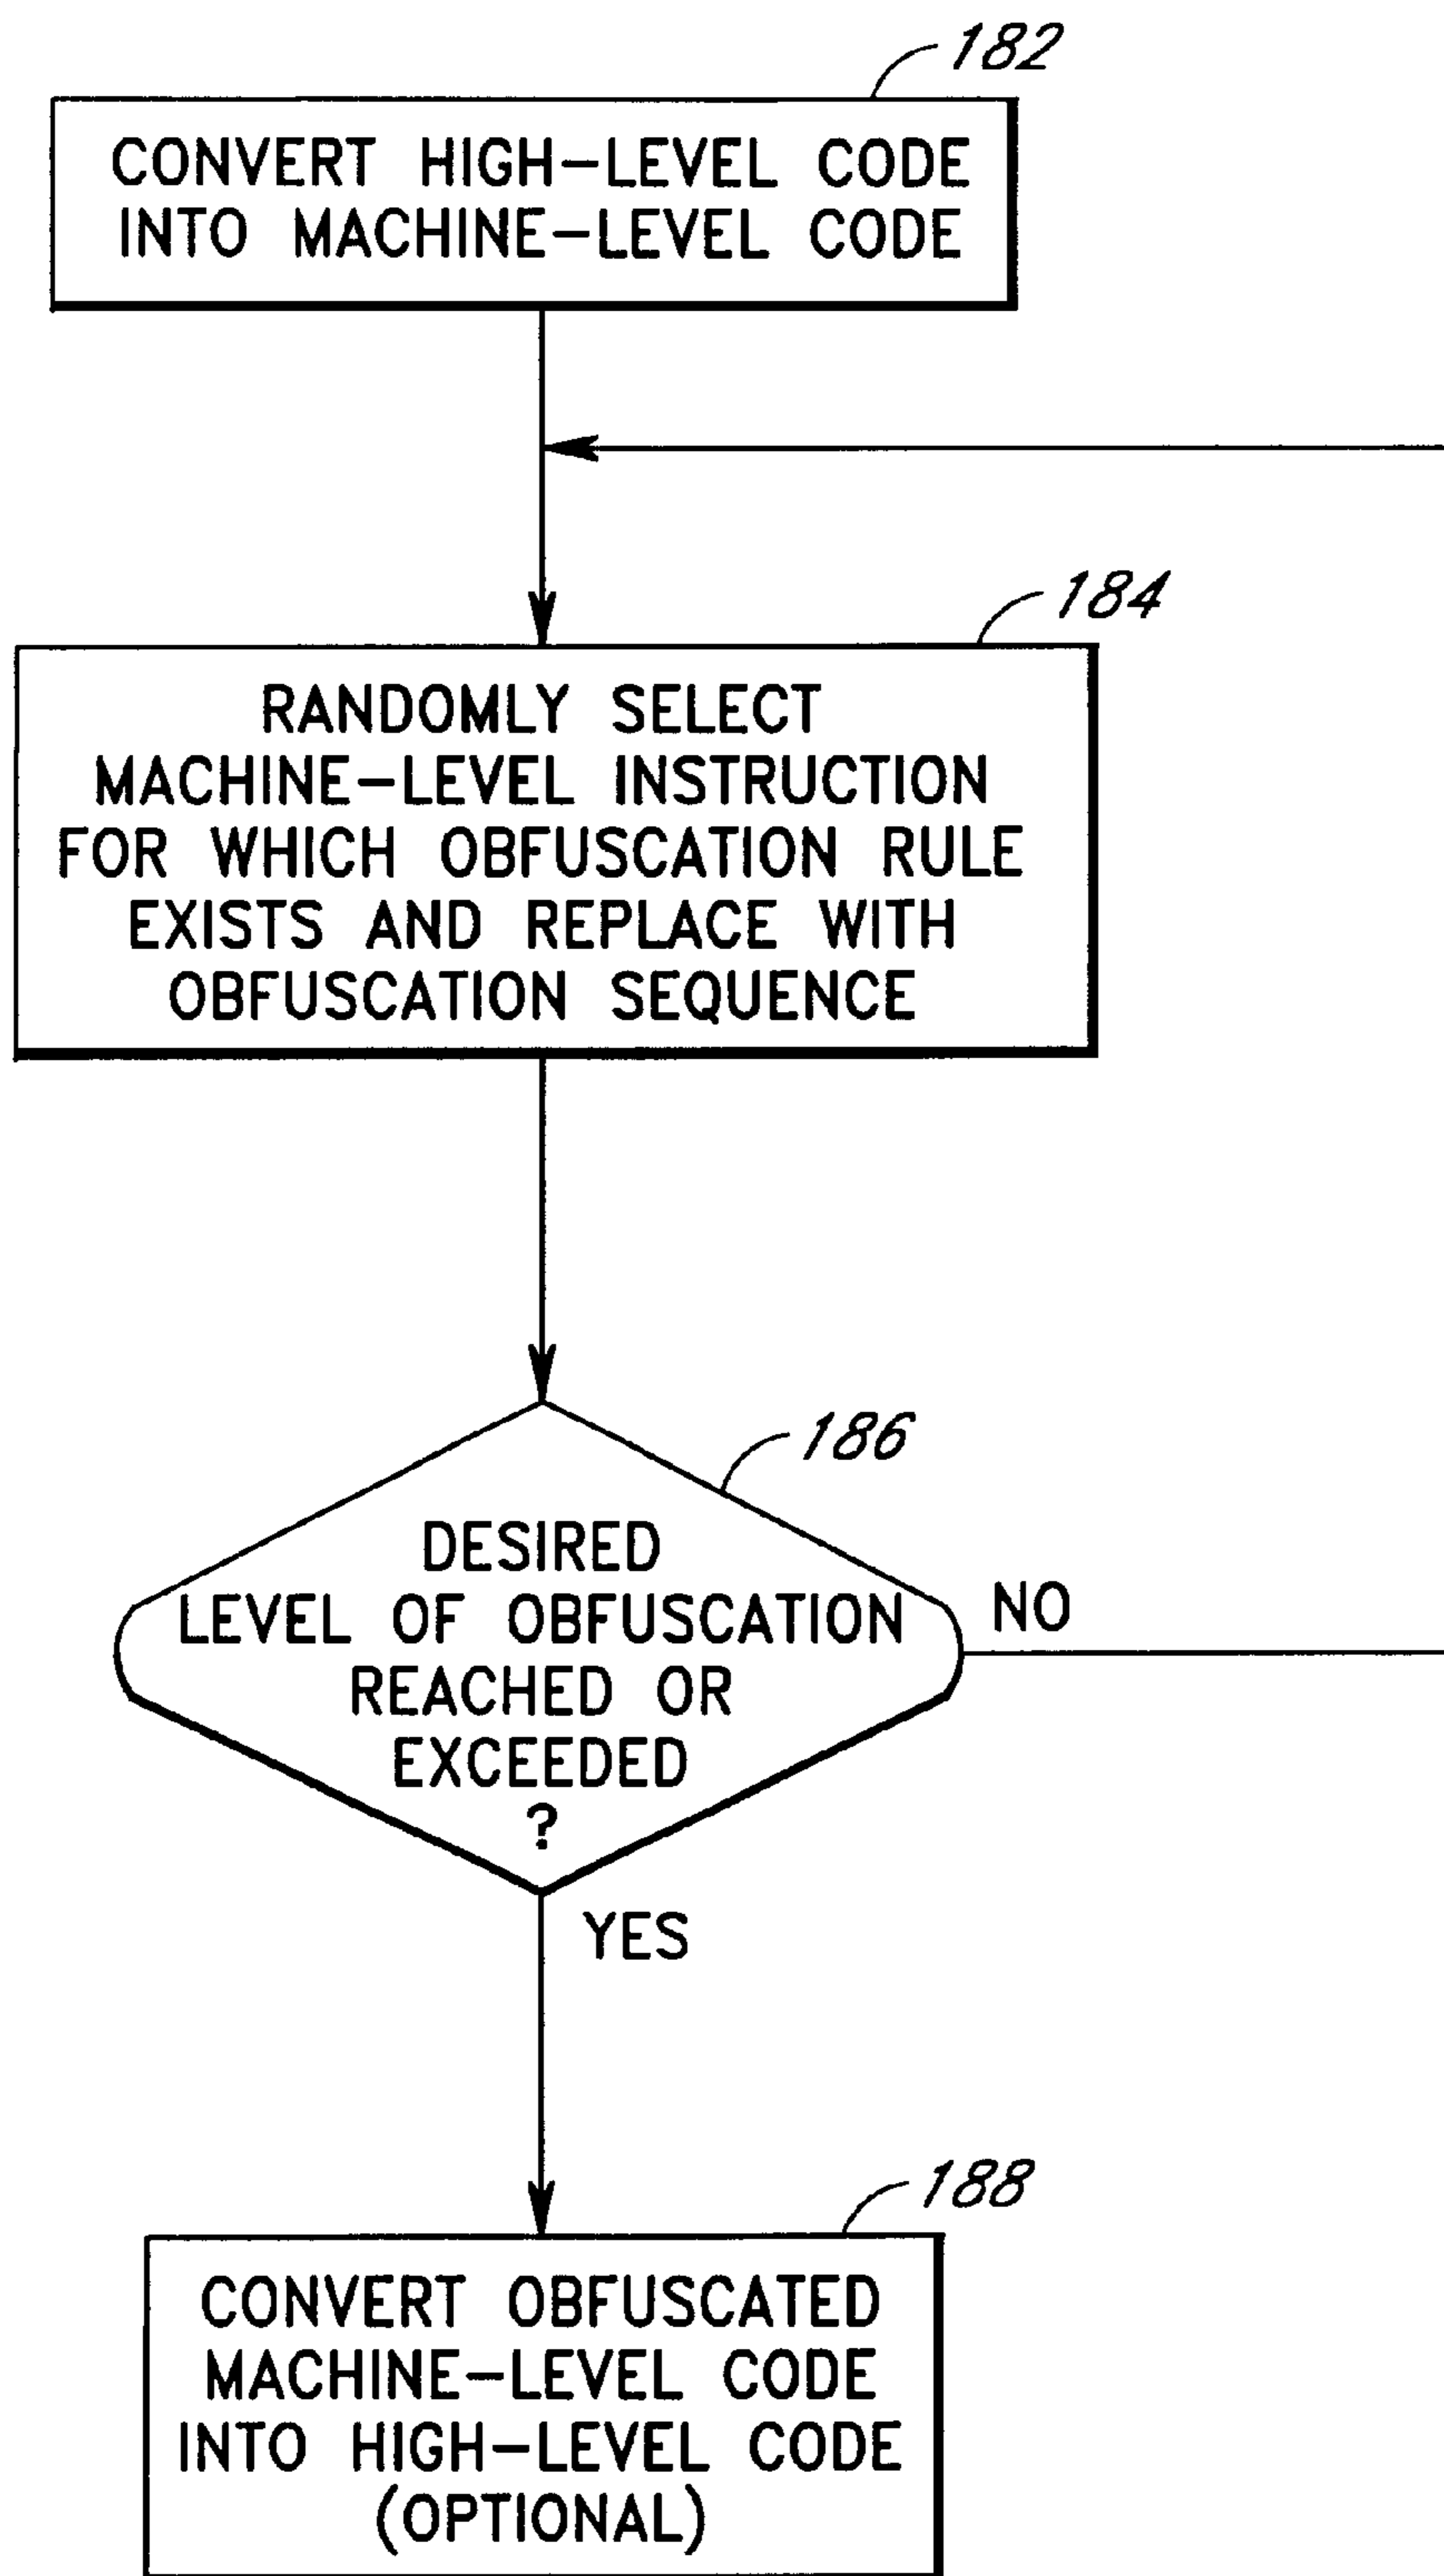 182
CONVERT HIGH-LEVEL CODE
INTO MACHINE-LEVEL CODE
184
RANDOMLY SELECT
MACHINE-LEVEL INSTRUCTION
FOR WHICH OBFUSCATION RULE
EXISTS AND REPLACE WITH
OBFUSCATION SEQUENCE
186
DESIRED
LEVEL OF OBFUSCATION
REACHED OR
EXCEEDED
?
NO
YES
188
CONVERT OBFUSCATED
MACHINE-LEVEL CODE
INTO HIGH-LEVEL CODE
(OPTIONAL)